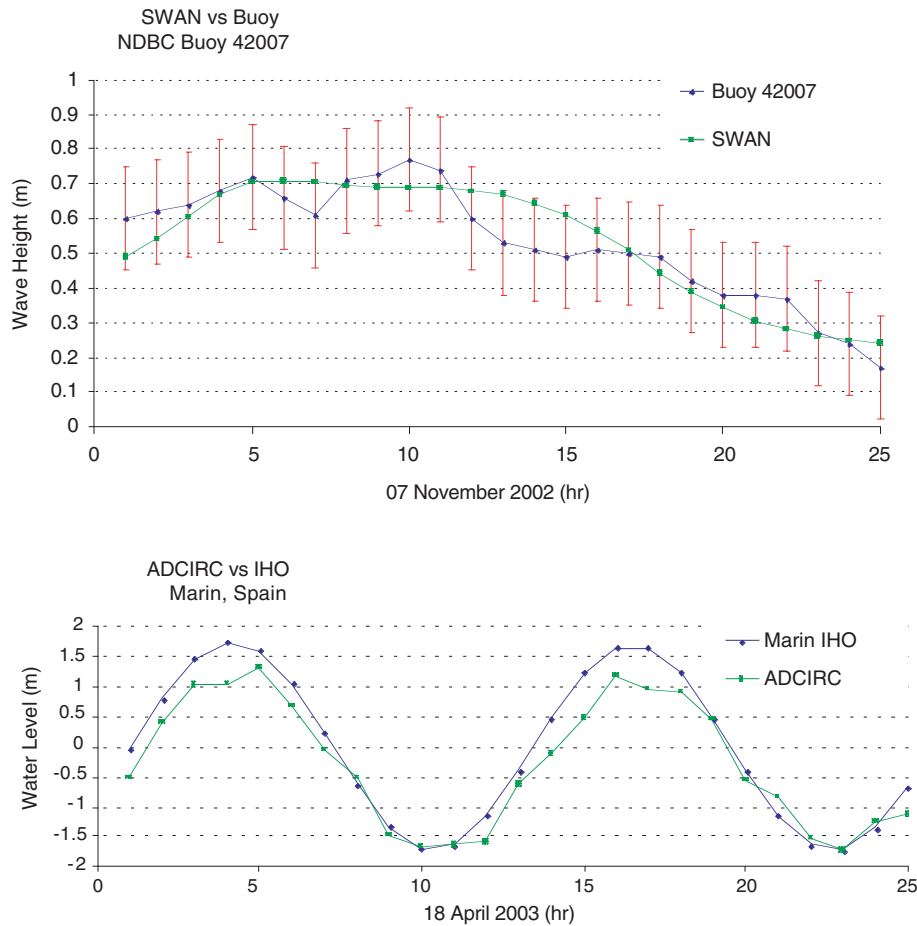 SWAN vs Buoy
NDBC Buoy 42007
1
0.9
0.8
0.7
0.6
0.5
0.4
0.3
0.2
0.1
0
Wave Height (m)
Buoy 42007
SWAN
0 5 10 15 20 25
07 November 2002 (hr)
ADCIRC vs IHO
Marin, Spain
2
1.5
1
0.5
0
-0.5
-1
-1.5
-2
Water Level (m)
Marin IHO
ADCIRC
0 5 10 15 20 25
18 April 2003 (hr)